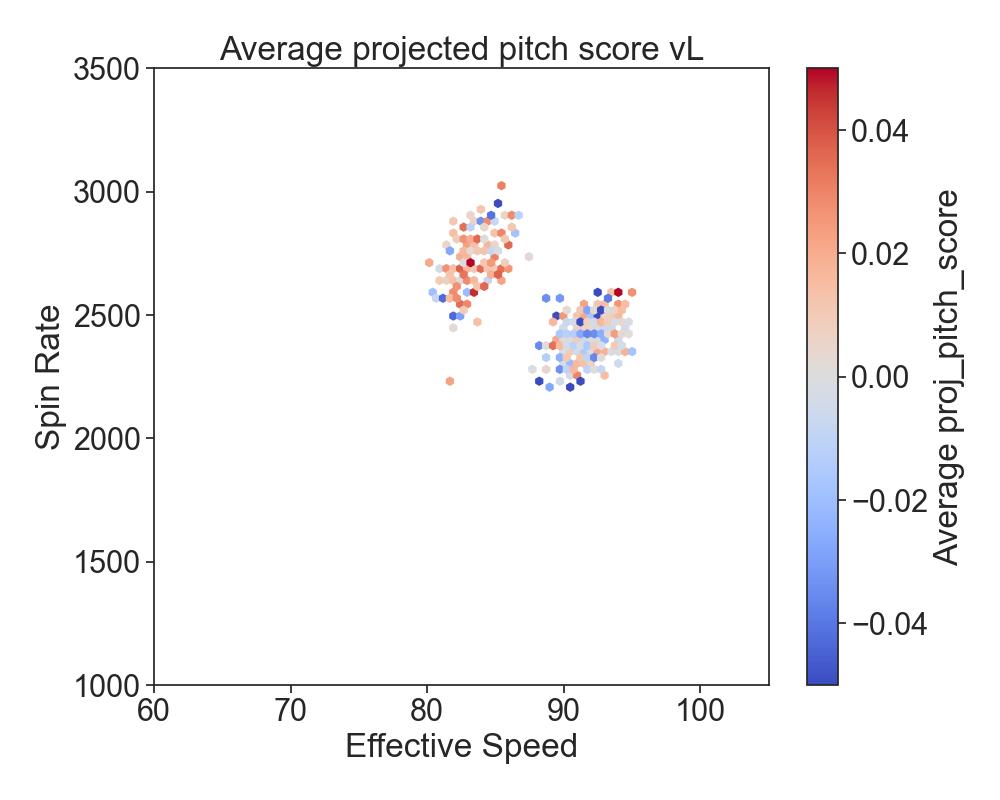 Average projected pitch score vL
3500
3000
2500
2000
1500
1000
Spin Rate
60 70 80 90 100
Effective Speed
0.04
0.02
0.00
−0.02
−0.04
Average proj_pitch_score